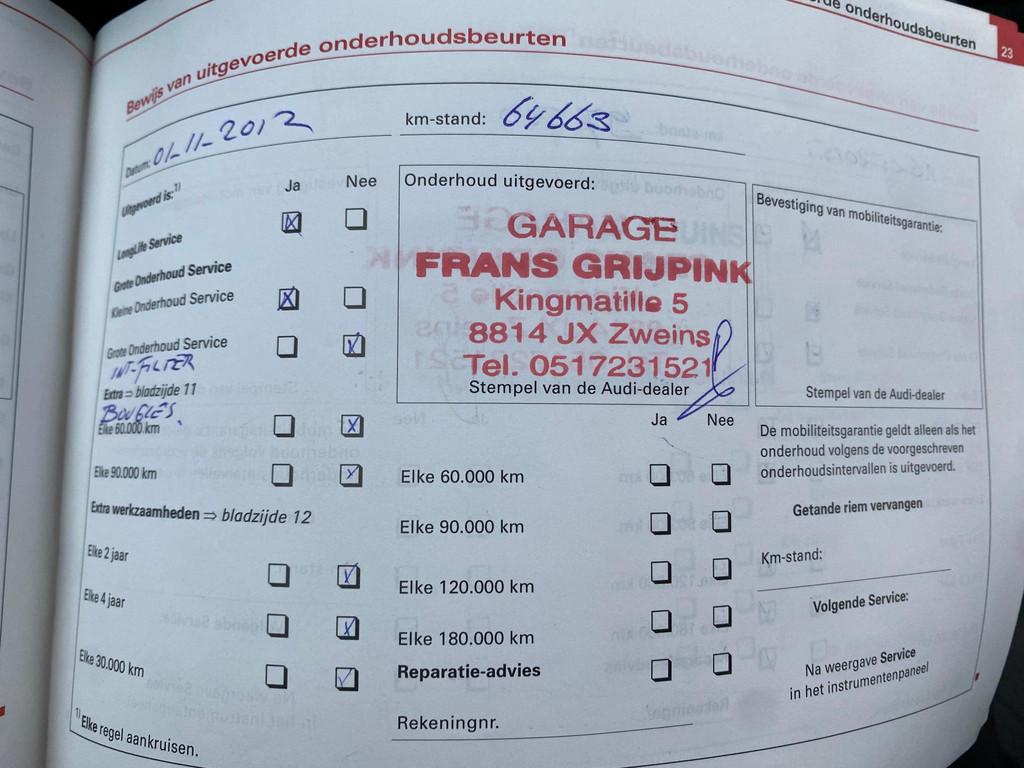 de onderhoudsbeurten
23
Bewijs van uitgevoerde onderhoudsbeurten
Datum: 01-11-2012
km-stand: 64663
Uitgevoerd is:1)
Ja Nee
LongLife Service
Grote Onderhoud Service
Kleine Onderhoud Service
Grote Onderhoud Service
INT-FILTER
Extra ⇒ bladzijde 11
BOUGIES
Elke 60.000 km
Elke 90.000 km
Extra werkzaamheden ⇒ bladzijde 12
Elke 2 jaar
Elke 4 jaar
Elke 30.000 km
1) Elke regel aankruisen.
Onderhoud uitgevoerd:
GARAGE
FRANS GRIJPINK
Kingmatille 5
8814 JX Zweins
Tel. 0517231521
Stempel van de Audi-dealer
Ja Nee
Elke 60.000 km
Elke 90.000 km
Elke 120.000 km
Elke 180.000 km
Reparatie-advies
Rekeningnr.
Bevestiging van mobiliteitsgarantie:
Stempel van de Audi-dealer
De mobiliteitsgarantie geldt alleen als het
onderhoud volgens de voorgeschreven
onderhoudsintervallen is uitgevoerd.
Getande riem vervangen
Km-stand:
Volgende Service:
Na weergave Service
in het instrumentenpaneel